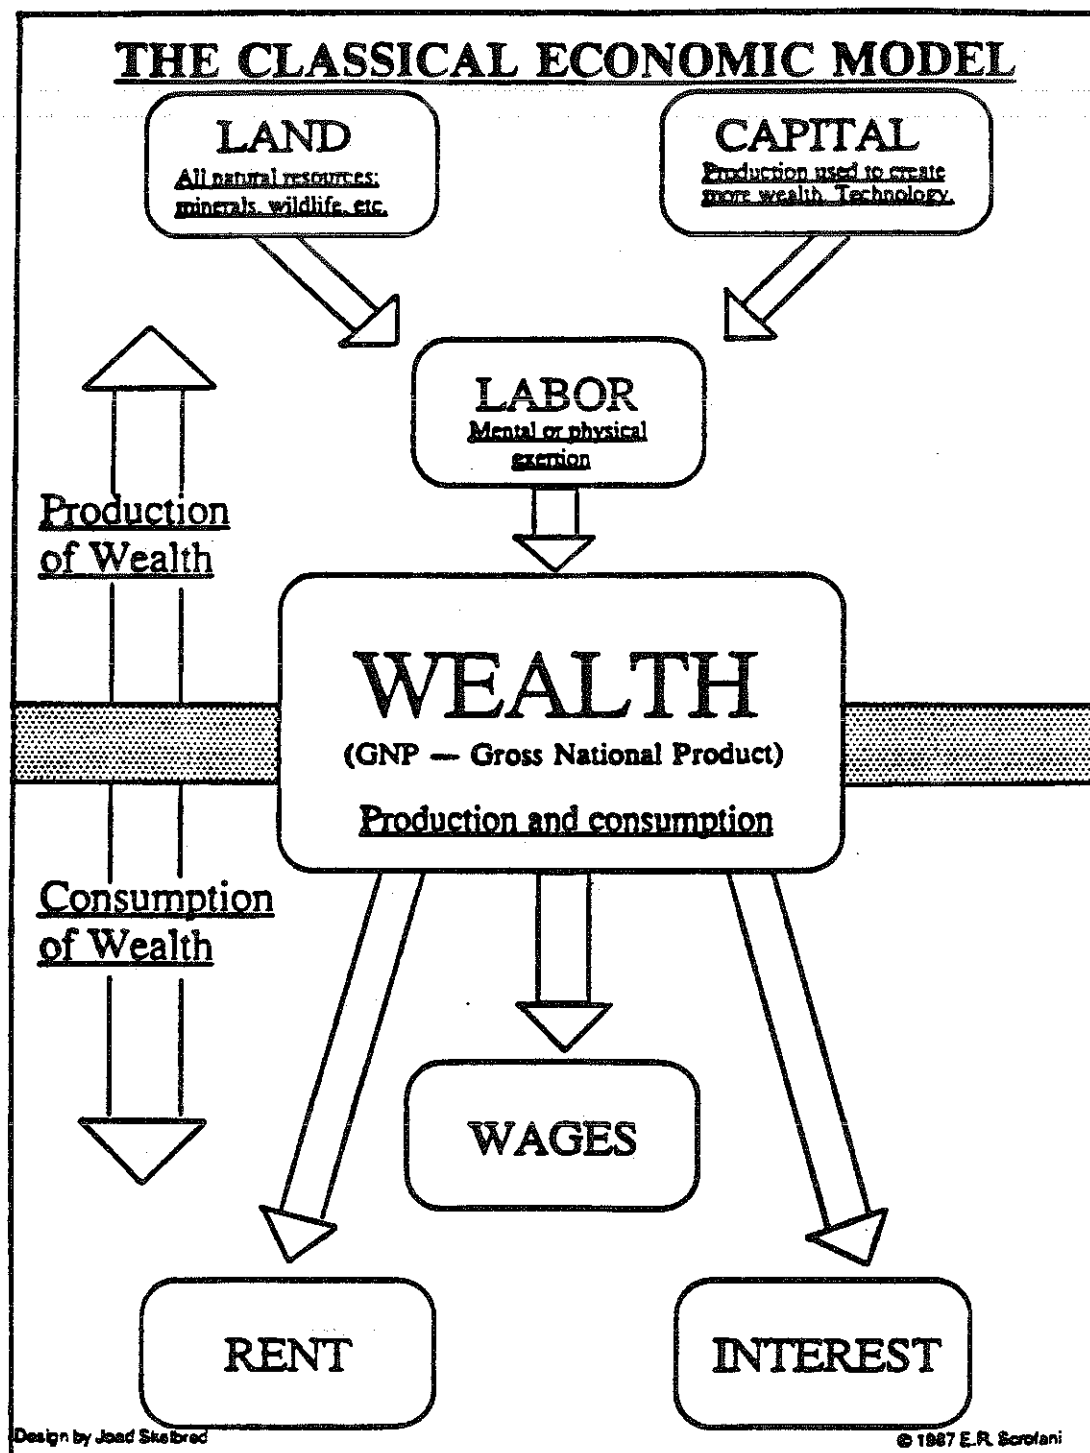 THE CLASSICAL ECONOMIC MODEL
LAND
All natural resources:
minerals, wildlife, etc.
CAPITAL
Production used to create
more wealth. Technology.
LABOR
Mental or physical
exertion
Production
of Wealth
WEALTH
(GNP — Gross National Product)
Production and consumption
Consumption
of Wealth
WAGES
RENT
INTEREST
Design by Joad Skelbred
© 1987 E.R. Scrofani